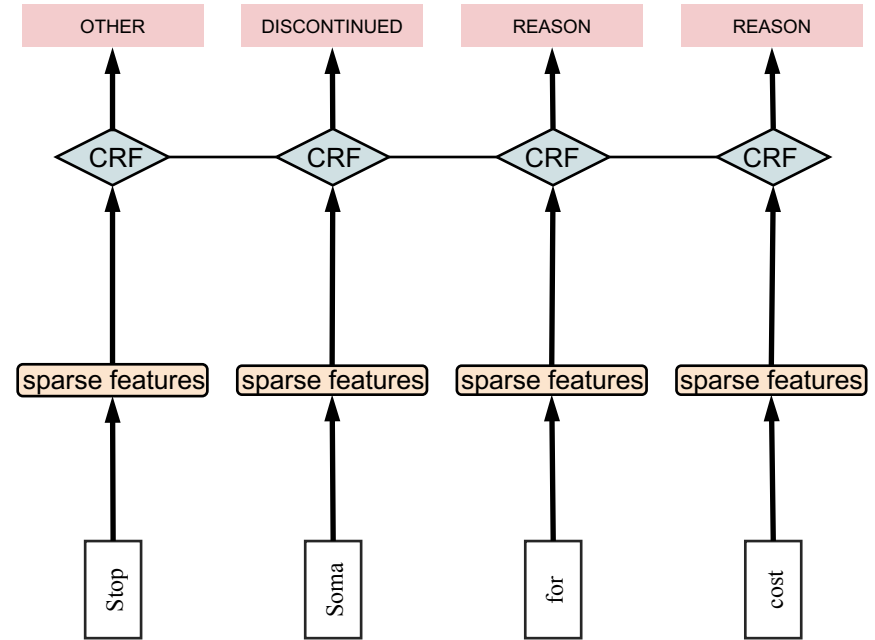 OTHER DISCONTINUED REASON REASON
CRF CRF CRF CRF
sparse features sparse features sparse features sparse features
Stop Soma for cost